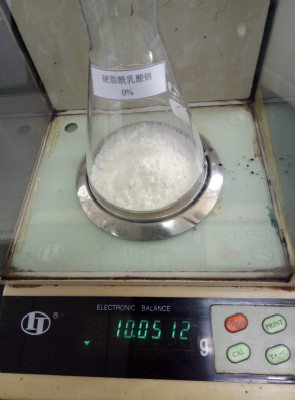 硬脂酰乳酸钠
0%
ELECTRONIC BALANCE
10.0512
g
PRINT
CAL